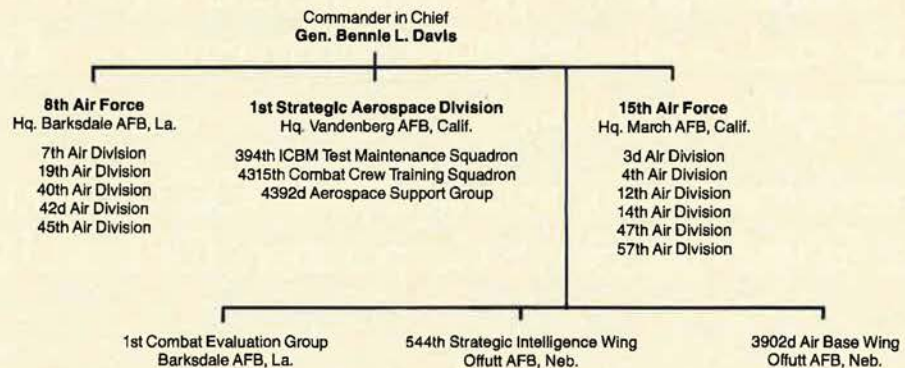 Commander in Chief
Gen. Bennie L. Davis
8th Air Force
Hq. Barksdale AFB, La.
7th Air Division
19th Air Division
40th Air Division
42d Air Division
45th Air Division
1st Strategic Aerospace Division
Hq. Vandenberg AFB, Calif.
394th ICBM Test Maintenance Squadron
4315th Combat Crew Training Squadron
4392d Aerospace Support Group
15th Air Force
Hq. March AFB, Calif.
3d Air Division
4th Air Division
12th Air Division
14th Air Division
47th Air Division
57th Air Division
1st Combat Evaluation Group
Barksdale AFB, La.
544th Strategic Intelligence Wing
Offutt AFB, Neb.
3902d Air Base Wing
Offutt AFB, Neb.